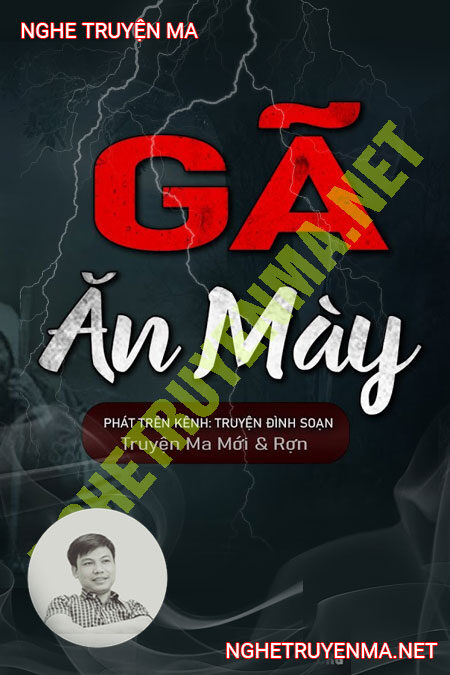 NGHE TRUYỆN MA
GÃ
Ăn Mày
PHÁT TRÊN KÊNH: TRUYỆN ĐÌNH SOẠN
Truyện Ma Mới & Rợn
NGHETRUYENMA.NET
NGHETRUYENMA.NET